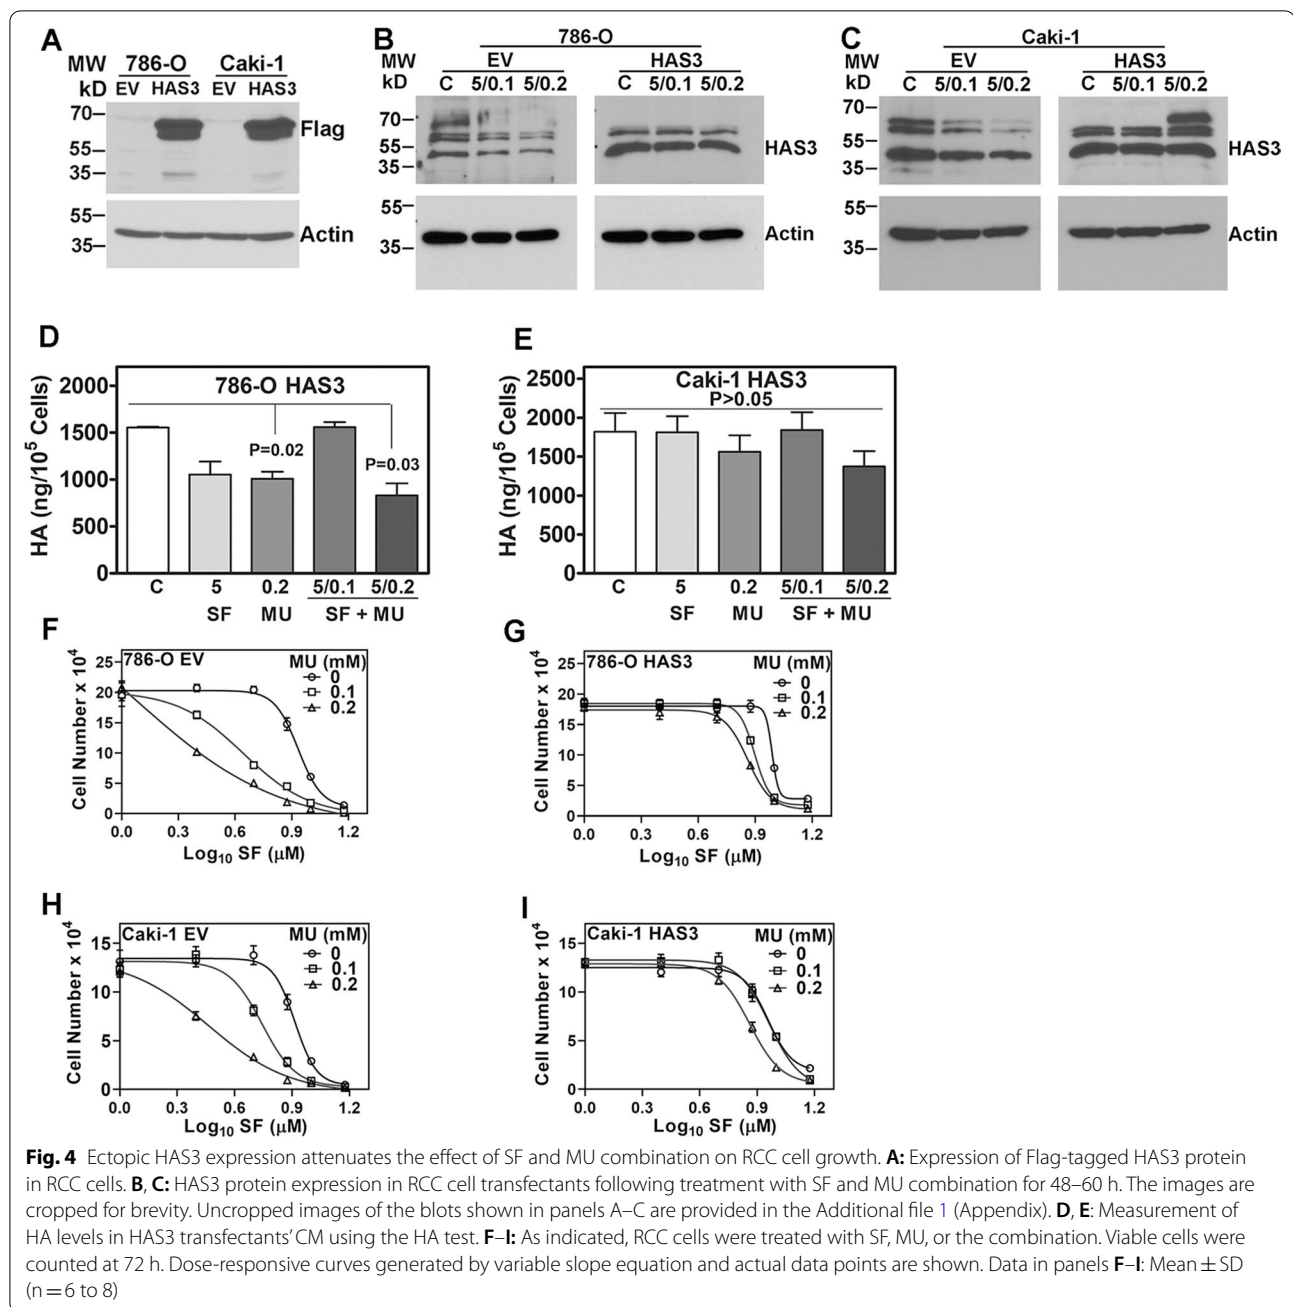 A
MW
kD
786-O Caki-1
EV HAS3 EV HAS3
70
55
35
Flag
55
35
Actin
B
786-O
MW
kD
EV HAS3
C 5/0.1 5/0.2 C 5/0.1 5/0.2
70
55
35
HAS3
55
35
Actin
C
Caki-1
MW
kD
EV HAS3
C 5/0.1 5/0.2 C 5/0.1 5/0.2
70
55
35
HAS3
55
35
Actin
D
786-O HAS3
HA (ng/10⁵ Cells)
2000
1500
1000
500
0
P=0.02
P=0.03
C 5 0.2 5/0.1 5/0.2
SF MU SF + MU
E
Caki-1 HAS3
P>0.05
HA (ng/10⁵ Cells)
2500
2000
1500
1000
500
0
C 5 0.2 5/0.1 5/0.2
SF MU SF + MU
F
786-O EV
MU (mM)
0
0.1
0.2
Cell Number x 10⁴
25
20
15
10
5
0
0.0 0.3 0.6 0.9 1.2
Log₁₀ SF (µM)
G
786-O HAS3
MU (mM)
0
0.1
0.2
Cell Number x 10⁴
25
20
15
10
5
0
0.0 0.3 0.6 0.9 1.2
Log₁₀ SF (µM)
H
Caki-1 EV
MU (mM)
0
0.1
0.2
Cell Number x 10⁴
15
10
5
0
0.0 0.3 0.6 0.9 1.2
Log₁₀ SF (µM)
I
Caki-1 HAS3
MU (mM)
0
0.1
0.2
Cell Number x 10⁴
15
10
5
0
0.0 0.3 0.6 0.9 1.2
Log₁₀ SF (µM)
Fig. 4 Ectopic HAS3 expression attenuates the effect of SF and MU combination on RCC cell growth. A: Expression of Flag-tagged HAS3 protein
in RCC cells. B, C: HAS3 protein expression in RCC cell transfectants following treatment with SF and MU combination for 48–60 h. The images are
cropped for brevity. Uncropped images of the blots shown in panels A–C are provided in the Additional file 1 (Appendix). D, E: Measurement of
HA levels in HAS3 transfectants' CM using the HA test. F–I: As indicated, RCC cells were treated with SF, MU, or the combination. Viable cells were
counted at 72 h. Dose-responsive curves generated by variable slope equation and actual data points are shown. Data in panels F–I: Mean ± SD
(n = 6 to 8)